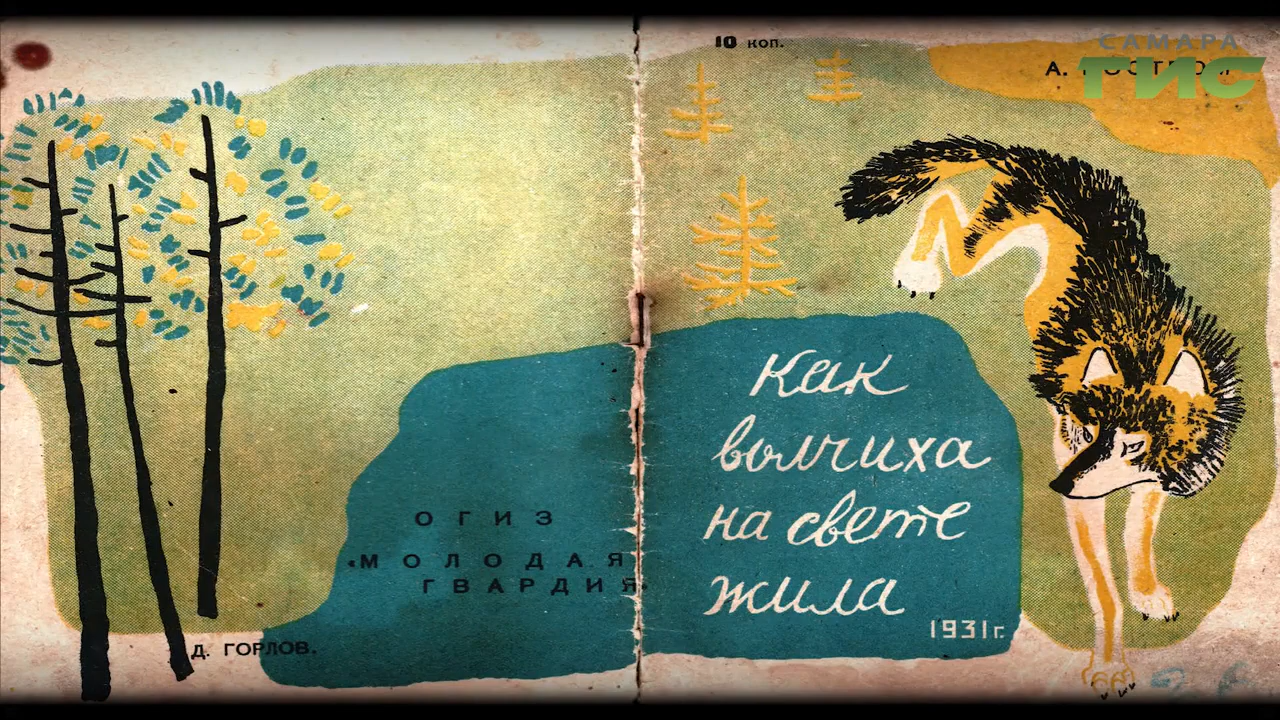 10 коп.
САМАРА
ГИС
А.
Как
волчиха
на свете
жила
1931 г.
ОГИЗ
«МОЛОДАЯ
ГВАРДИЯ»
Д. ГОРЛОВ.